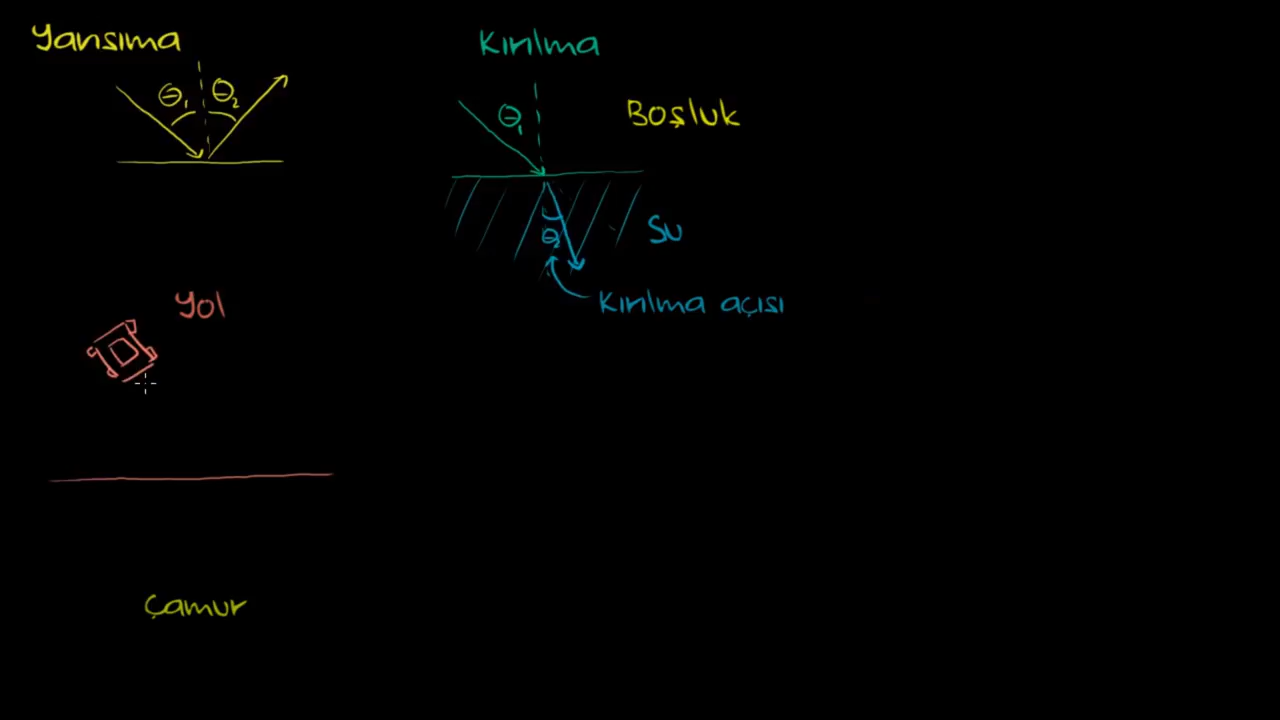 Yansıma
θ₁ θ₂
Kırılma
θ₁
Boşluk
θ₂
Su
Kırılma açısı
Yol
Çamur